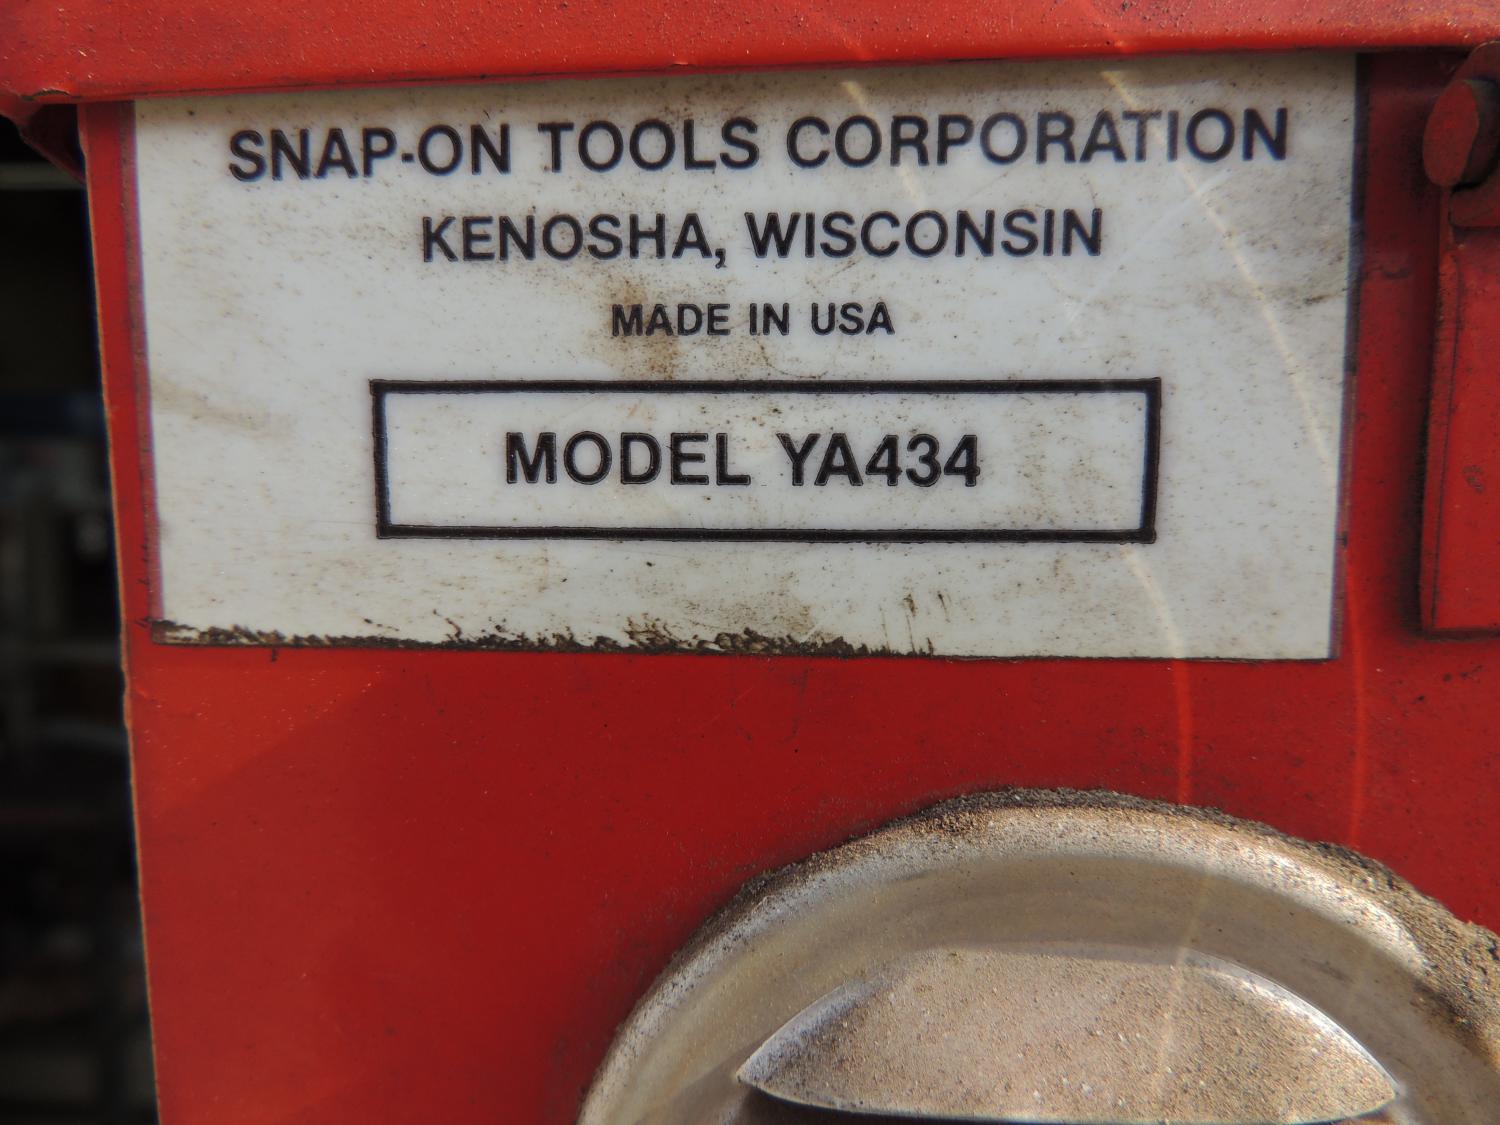 SNAP-ON TOOLS CORPORATION
KENOSHA, WISCONSIN
MADE IN USA
MODEL YA434